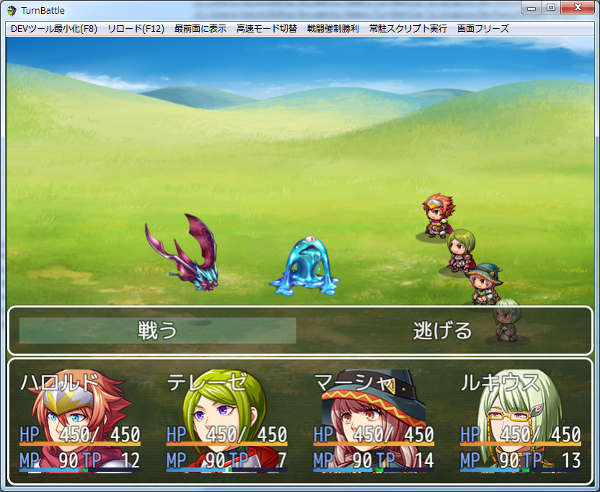 TurnBattle
DEVツール最小化(F8) リロード(F12) 最前面に表示 高速モード切替 戦闘強制勝利 常駐スクリプト実行 画面フリーズ
戦う 逃げる
ハロルド テレーゼ マーシャ ルキウス
HP 450/ 450 HP 450/ 450 HP 450/ 450 HP 450/ 450
MP 90 TP 12 MP 90 TP 7 MP 90 TP 14 MP 90 TP 13